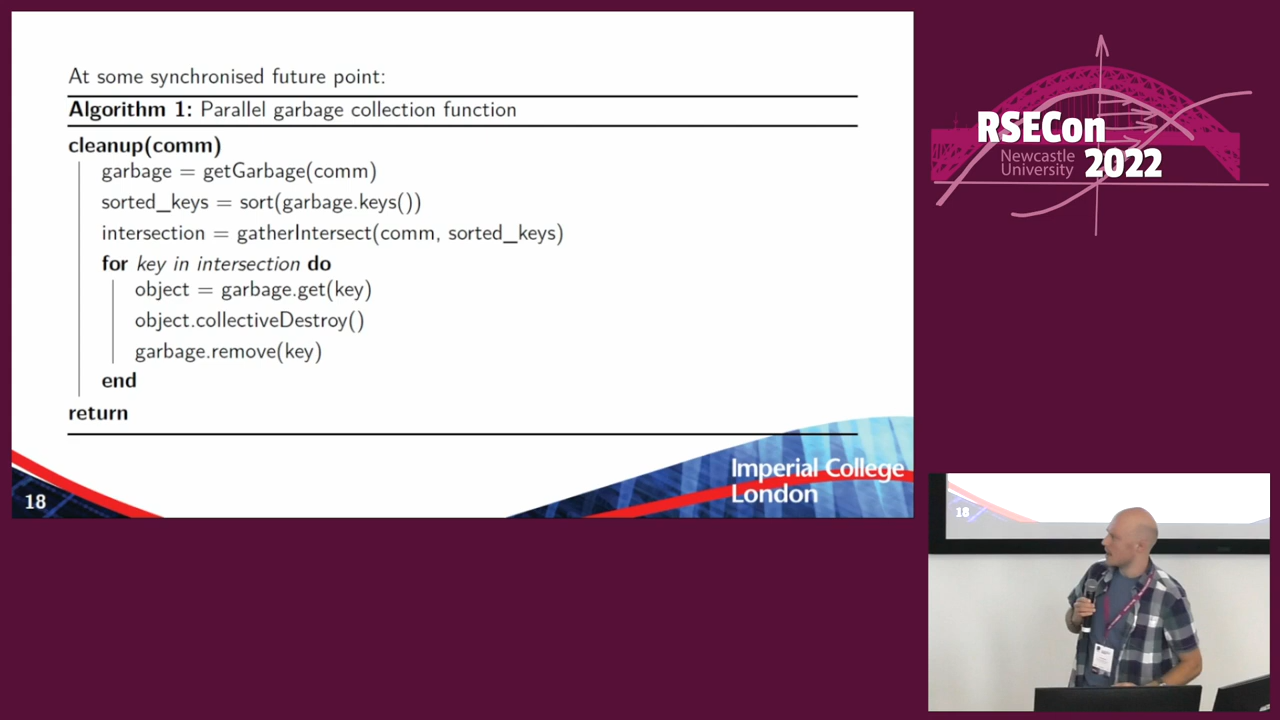 At some synchronised future point:
Algorithm 1: Parallel garbage collection function
cleanup(comm)
garbage = getGarbage(comm)
sorted_keys = sort(garbage.keys())
intersection = gatherIntersect(comm, sorted_keys)
for key in intersection do
object = garbage.get(key)
object.collectiveDestroy()
garbage.remove(key)
end
return
Imperial College
London
18
RSECon
Newcastle
University
2022
18